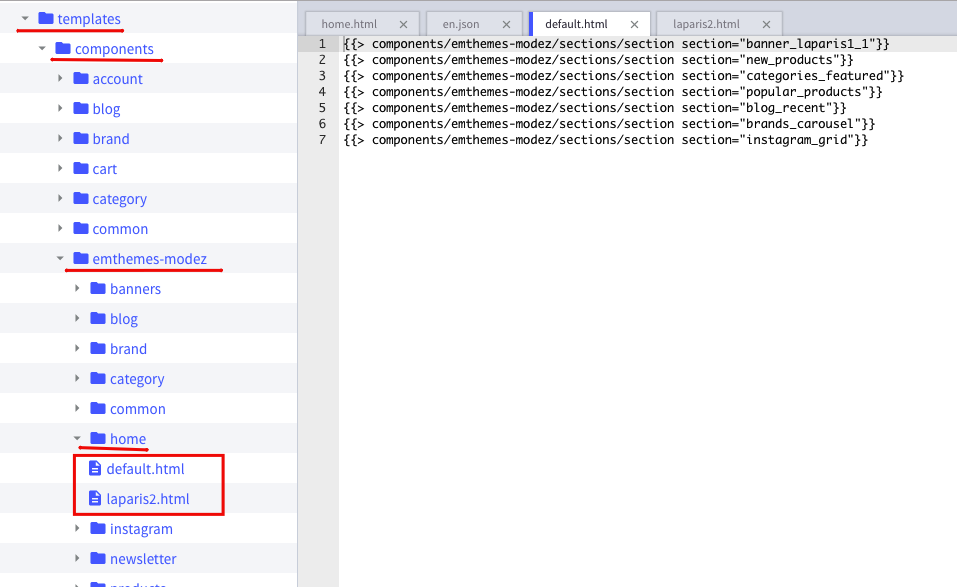 templates
components
account
blog
brand
cart
category
common
emthemes-modez
banners
blog
brand
category
common
home
default.html
laparis2.html
instagram
newsletter
products
home.html
en.json
default.html
laparis2.html
1 {{> components/emthemes-modez/sections/section section="banner_laparis1_1"}}
2 {{> components/emthemes-modez/sections/section section="new_products"}}
3 {{> components/emthemes-modez/sections/section section="categories_featured"}}
4 {{> components/emthemes-modez/sections/section section="popular_products"}}
5 {{> components/emthemes-modez/sections/section section="blog_recent"}}
6 {{> components/emthemes-modez/sections/section section="brands_carousel"}}
7 {{> components/emthemes-modez/sections/section section="instagram_grid"}}